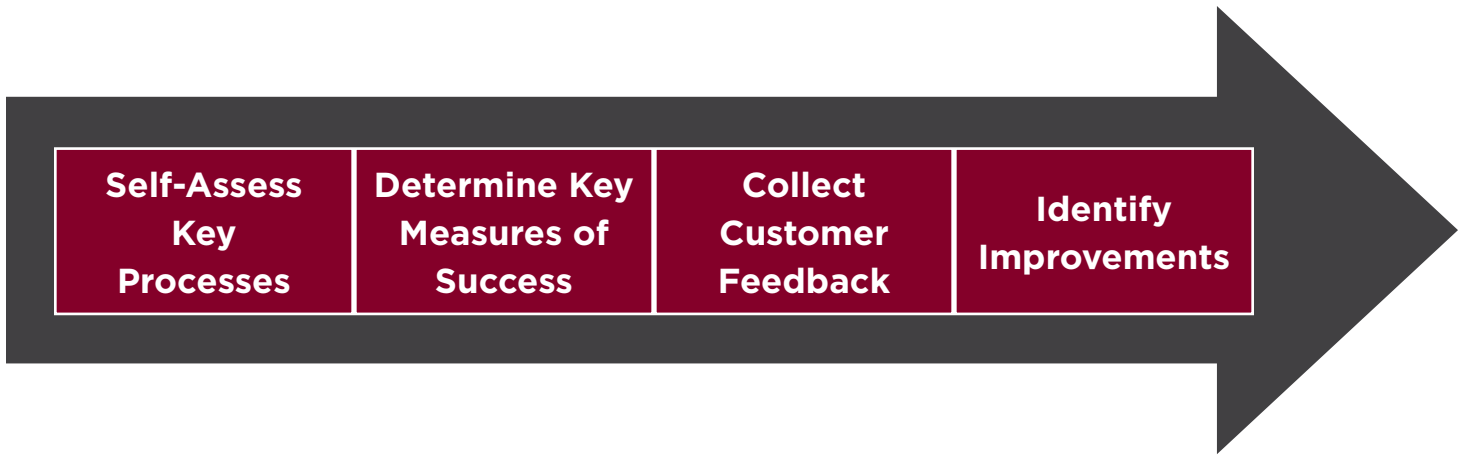 Self-Assess
Key
Processes
Determine Key
Measures of
Success
Collect
Customer
Feedback
Identify
Improvements